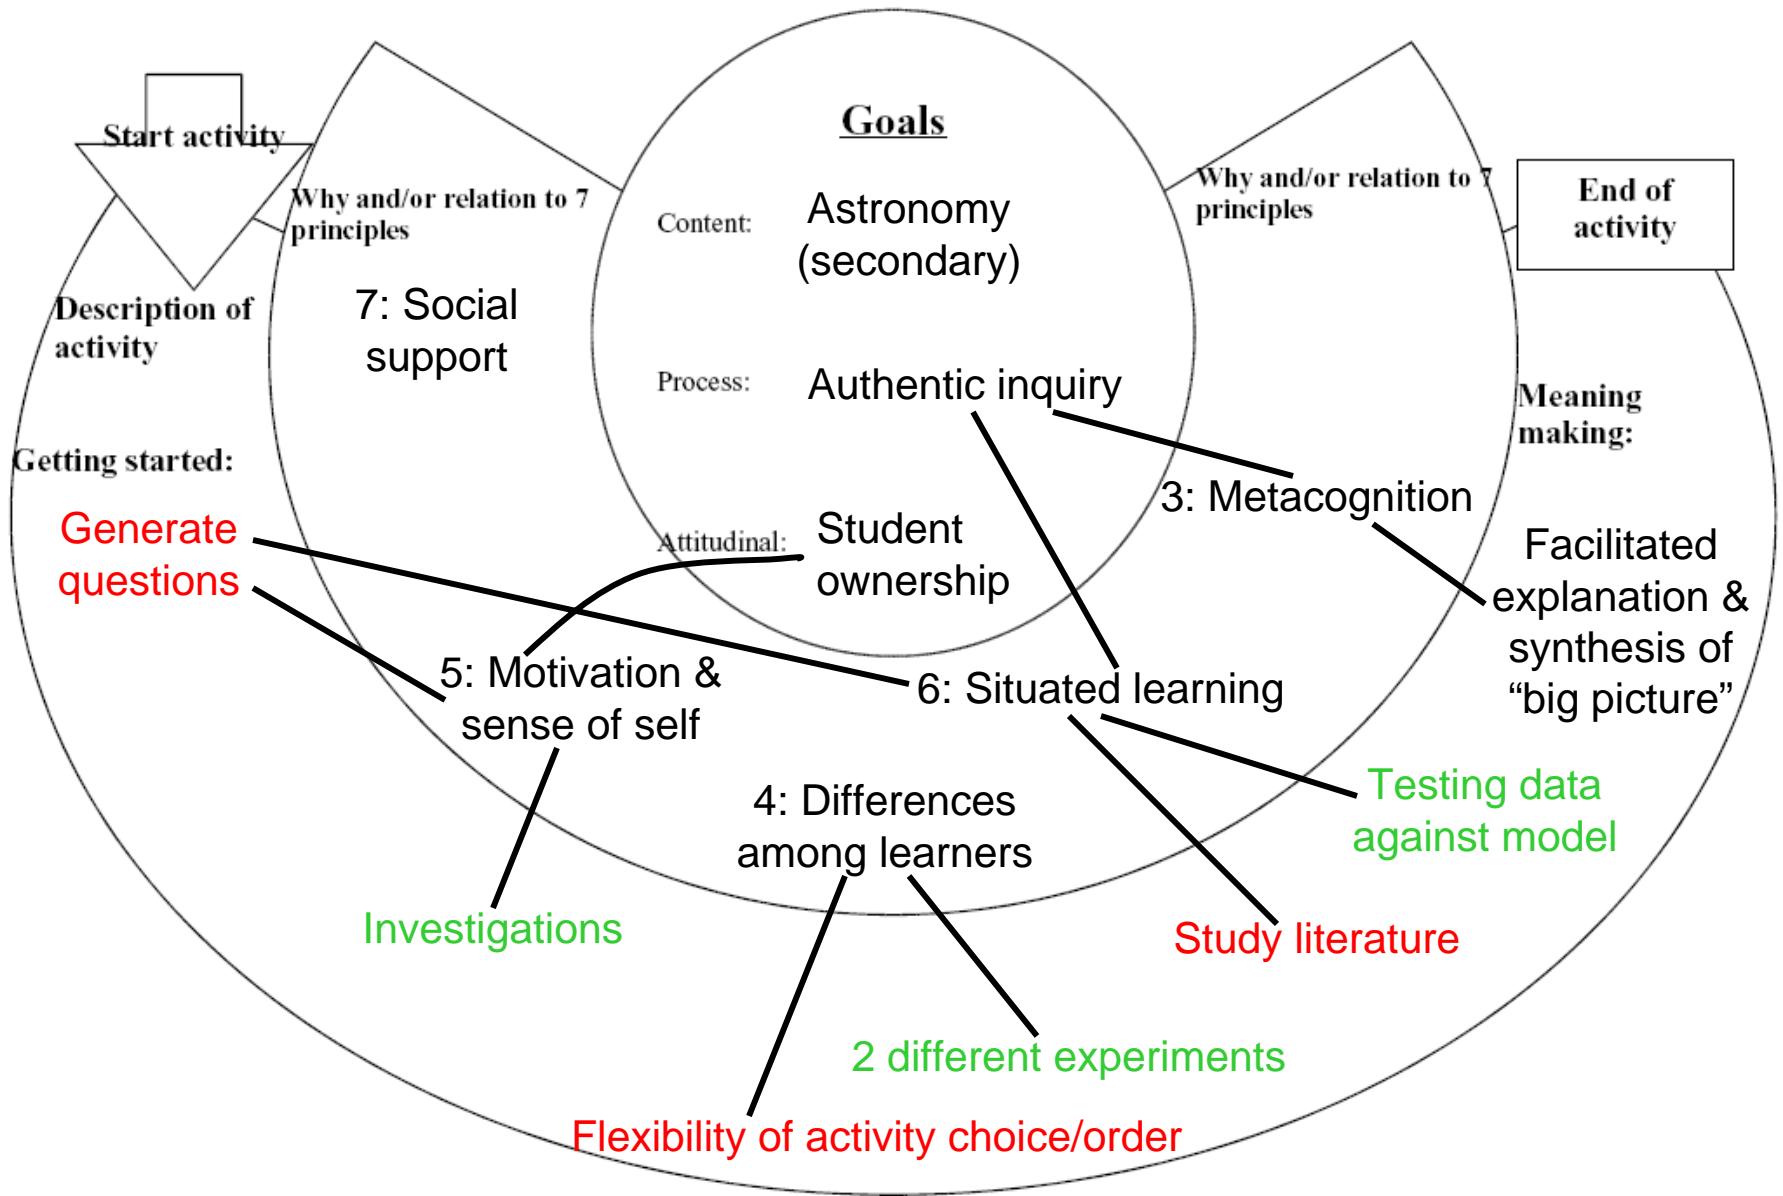 Goals
Start activity
Why and/or relation to 7
principles
Content:
Astronomy
(secondary)
Why and/or relation to 7
principles
End of
activity
Description of
activity
7: Social
support
Process:
Authentic inquiry
Meaning
making:
Getting started:
Generate
questions
3: Metacognition
Attitudinal:
Student
ownership
Facilitated
explanation &
synthesis of
“big picture”
5: Motivation &
sense of self
6: Situated learning
4: Differences
among learners
Testing data
against model
Investigations
Study literature
2 different experiments
Flexibility of activity choice/order